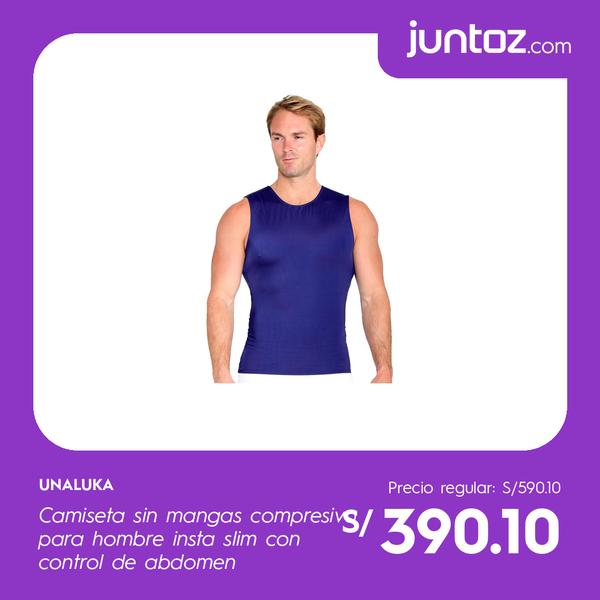 juntoz.com
UNALUKA
Camiseta sin mangas compresiv
para hombre insta slim con
control de abdomen
Precio regular: S/590.10
S/ 390.10